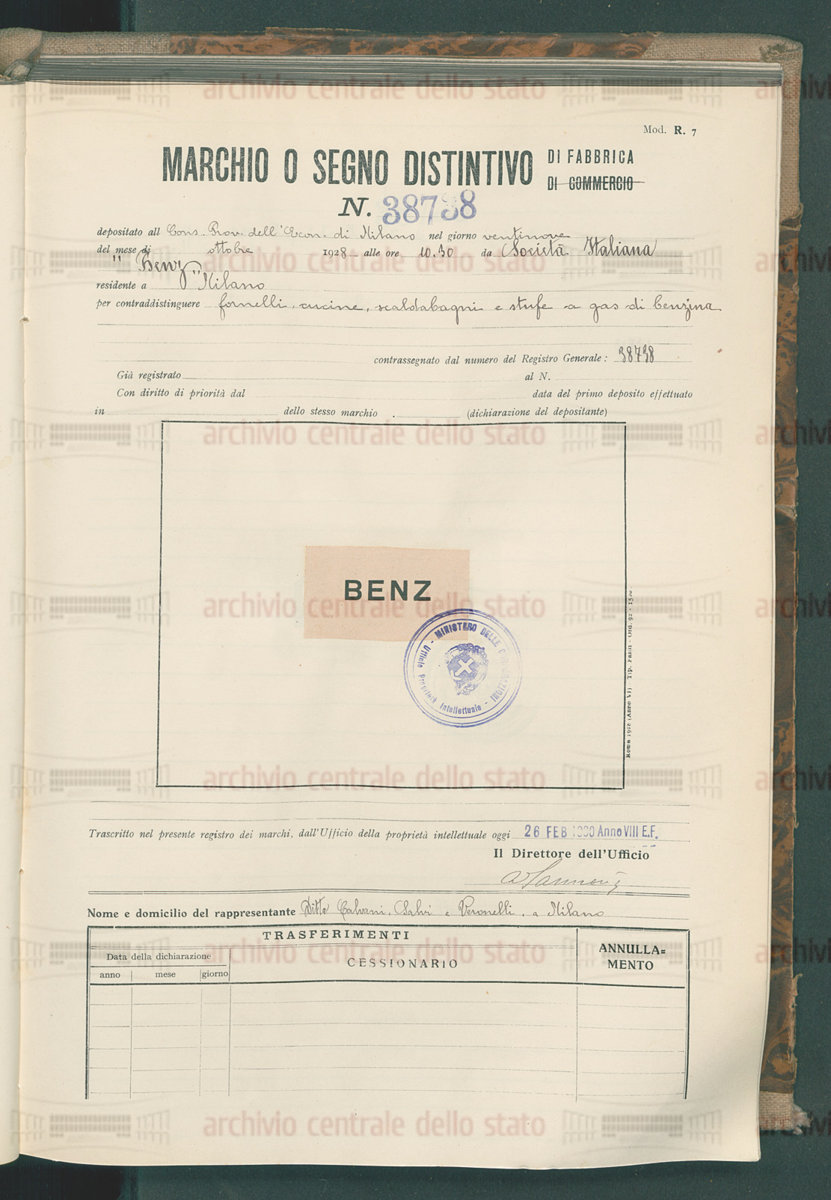 Mod. R. 7
MARCHIO O SEGNO DISTINTIVO DI FABBRICA
DI COMMERCIO
N. 38738
depositato all Cons. Prov. dell'Econ. di Milano nel giorno ventinove
del mese di ottobre 1928 alle ore 10.30 da Società Italiana
"Benz"
residente a Milano
per contraddistinguere fornelli, cucine, scaldabagni e stufe a gas di benzina
contrassegnato dal numero del Registro Generale: 38738
Già registrato al N.
Con diritto di priorità dal data del primo deposito effettuato
in dello stesso marchio . (dichiarazione del depositante)
BENZ
MINISTERO DELLE CORPORAZIONI
Ufficio Proprietà Intellettuale
Trascritto nel presente registro dei marchi, dall'Ufficio della proprietà intellettuale oggi 26 FEB 1930 Anno VIII E.F.
Il Direttore dell'Ufficio
Nome e domicilio del rappresentante Ditte Calvani, Salvi e Veronelli, a Milano
TRASFERIMENTI
Data della dichiarazione
CESSIONARIO
ANNULLA=
MENTO
anno mese giorno
archivio centrale dello stato